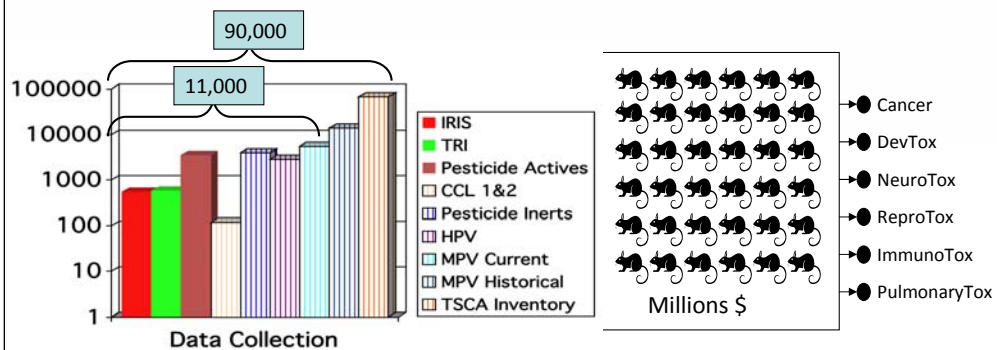 90,000
11,000
100000
10000
1000
100
10
1
Data Collection
IRIS
TRI
Pesticide Actives
CCL 1&2
Pesticide Inerts
HPV
MPV Current
MPV Historical
TSCA Inventory
Millions $
Cancer
DevTox
NeuroTox
ReproTox
ImmunoTox
PulmonaryTox